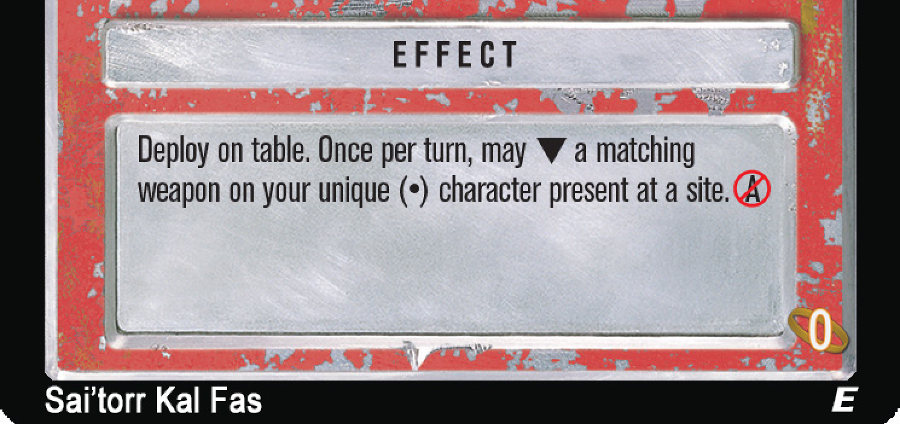 EFFECT
Deploy on table. Once per turn, may ▼ a matching
weapon on your unique (•) character present at a site. A
0
Sai'torr Kal Fas E